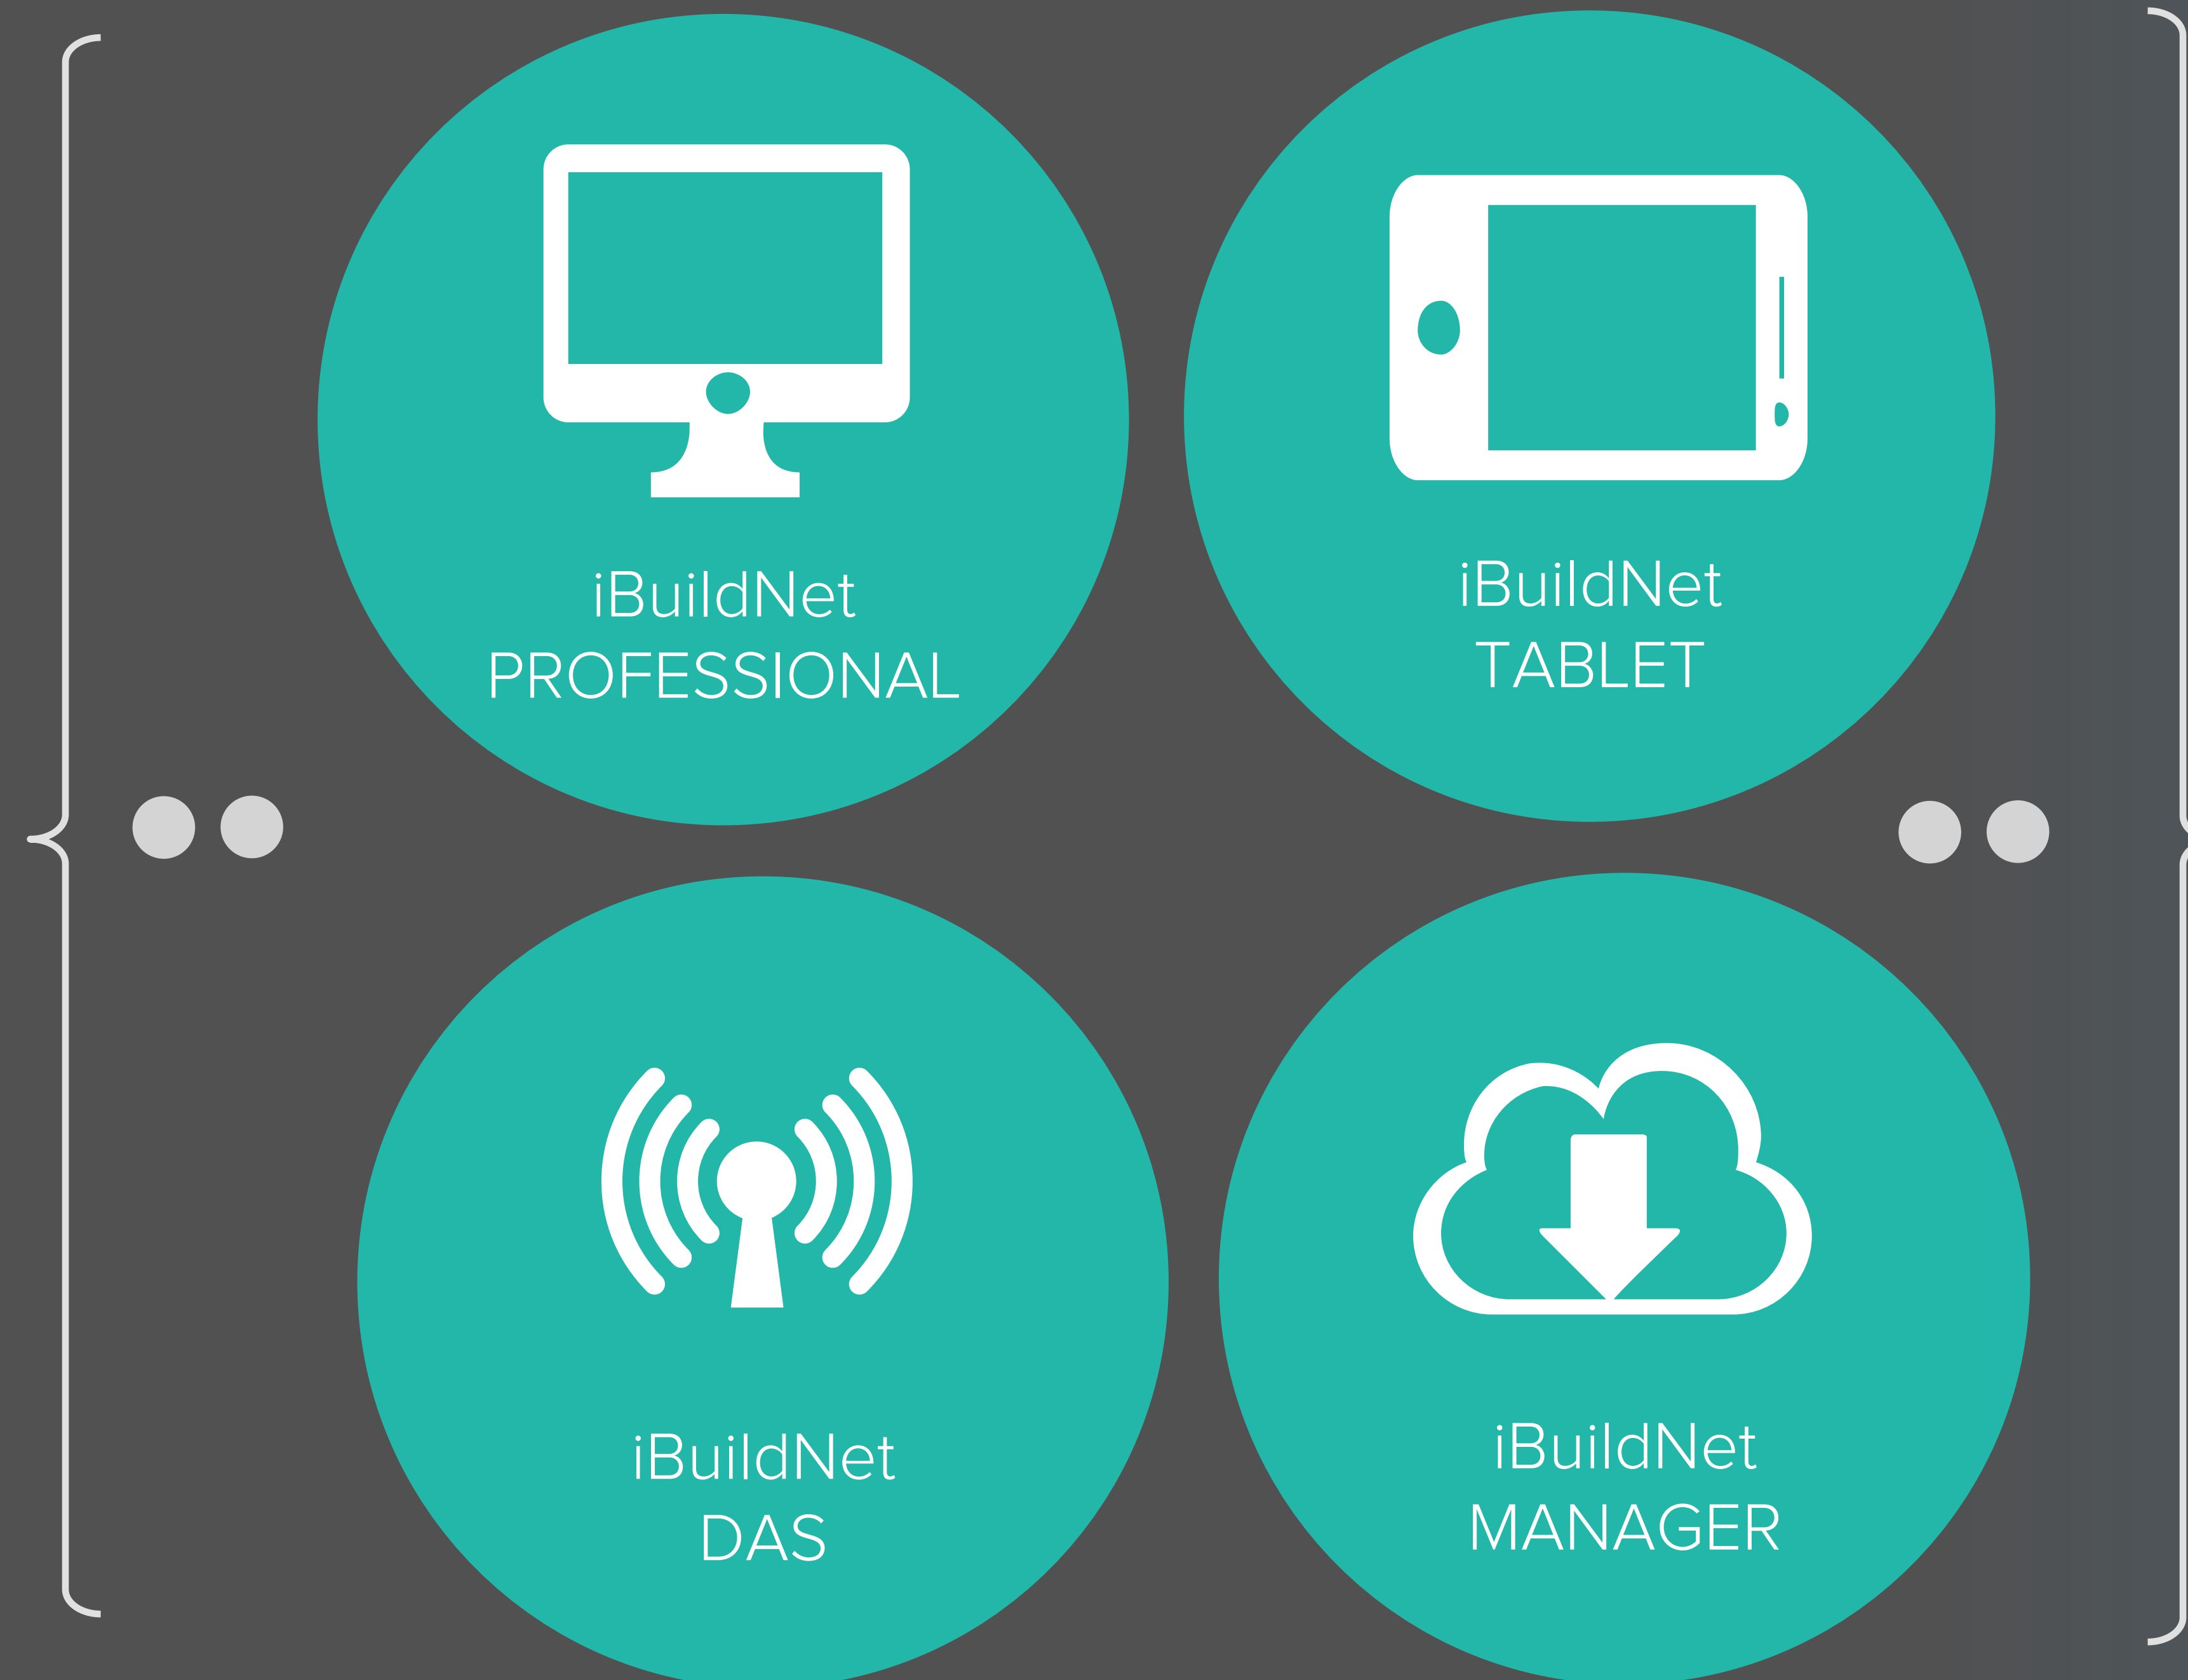 iBuildNet
PROFESSIONAL
iBuildNet
TABLET
iBuildNet
DAS
iBuildNet
MANAGER